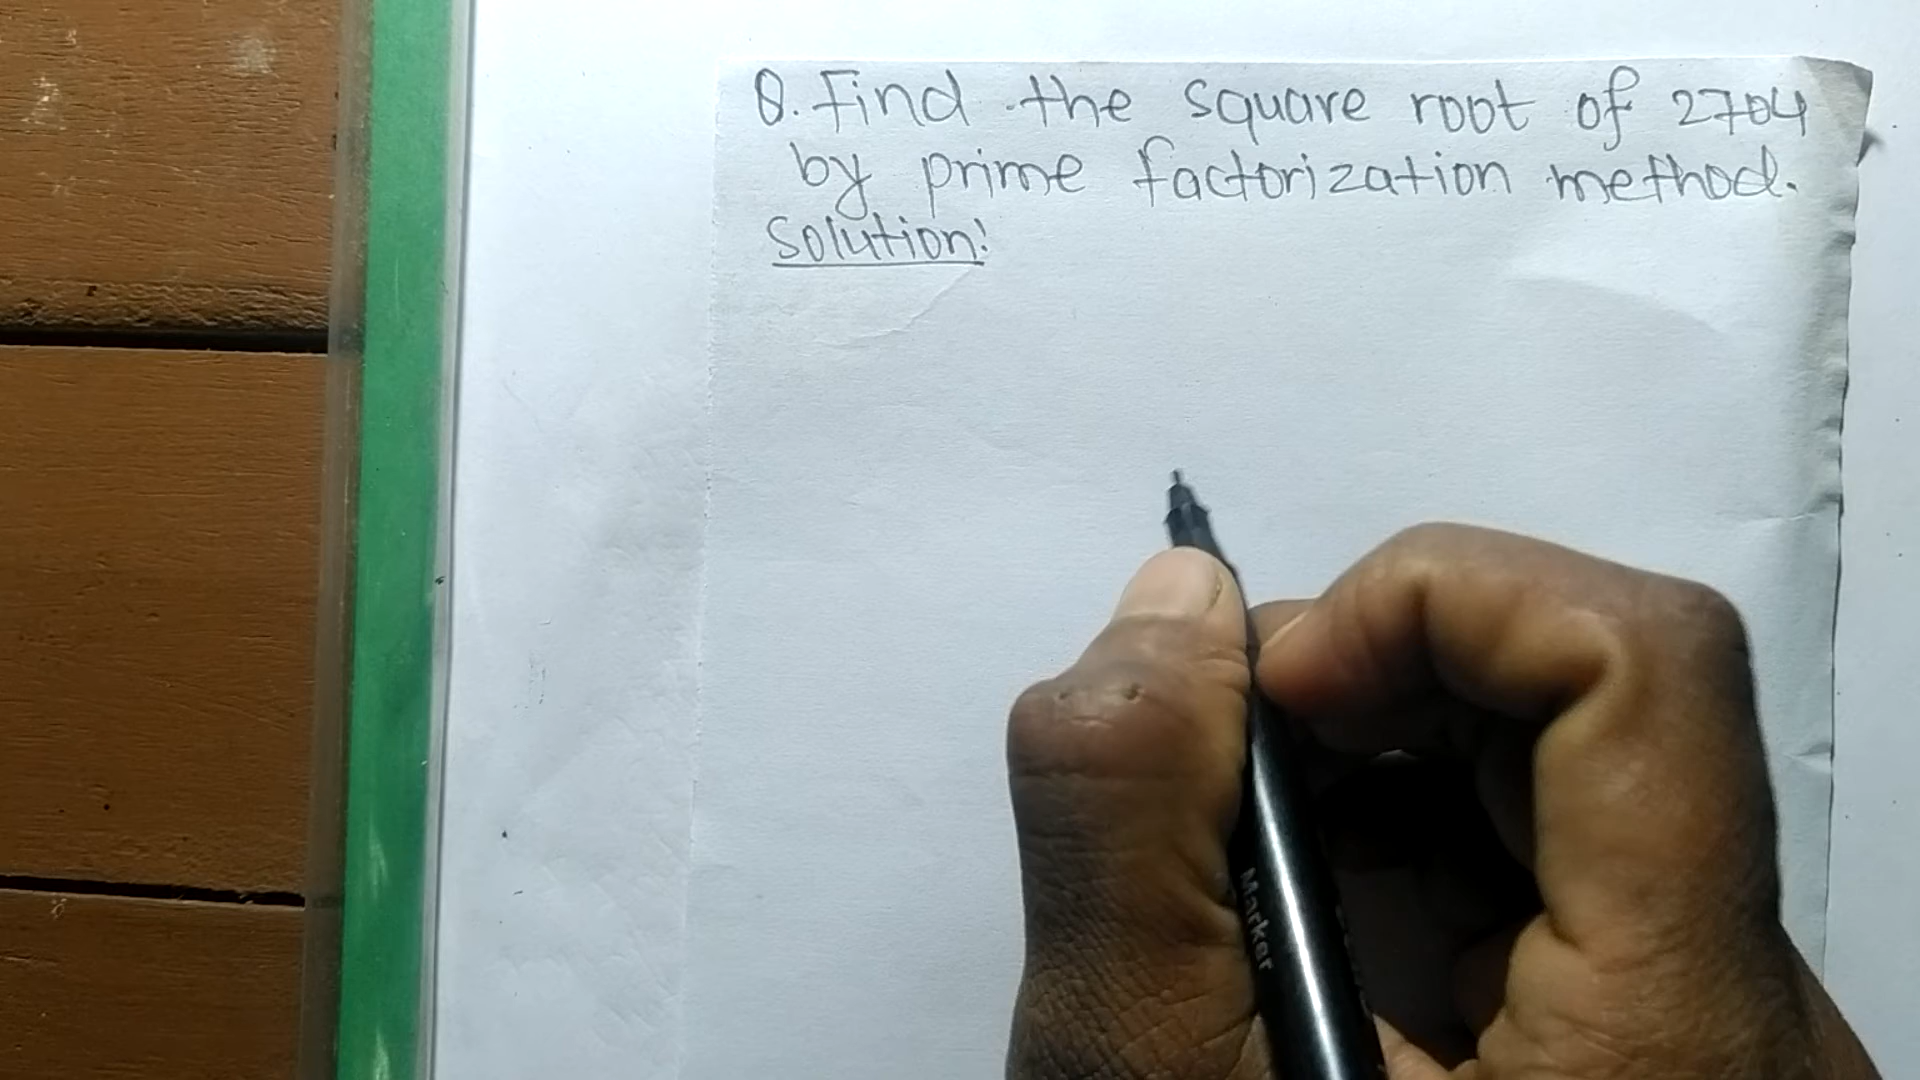 Q. Find the square root of 2704
by prime factorization method.
Solution:
Marker